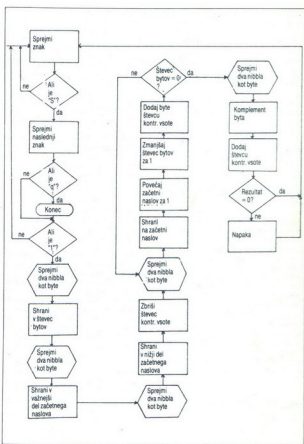 Sprejmi
znak
ne
Ali
je
"S"?
da
Sprejmi
naslednji
znak
ne
Ali
je
"q"?
da
Konec
ne
Ali
je
"1"?
da
Sprejmi
dva nibbla
kot byte
Shrani
v števec
bytov
Sprejmi
dva nibbla
kot byte
Shrani v
važnejši
del začetnega
naslova
Sprejmi
dva nibbla
kot byte
Shrani
v nižji del
začetnega
naslova
Zbriši
števec
kontr. vsote
Sprejmi
dva nibbla
kot byte
Shrani
na začetni
naslov
Povečaj
začetni
naslov za 1
Zmanjšaj
števec bytov
za 1
Dodaj byte
števcu
kontr. vsote
ne
Števec
bytov = 0
?
da
Sprejmi
dva nibbla
kot byte
Komplement
byta
Dodaj
števcu
kontr. vsote
Rezultat
= 0?
da
ne
Napaka